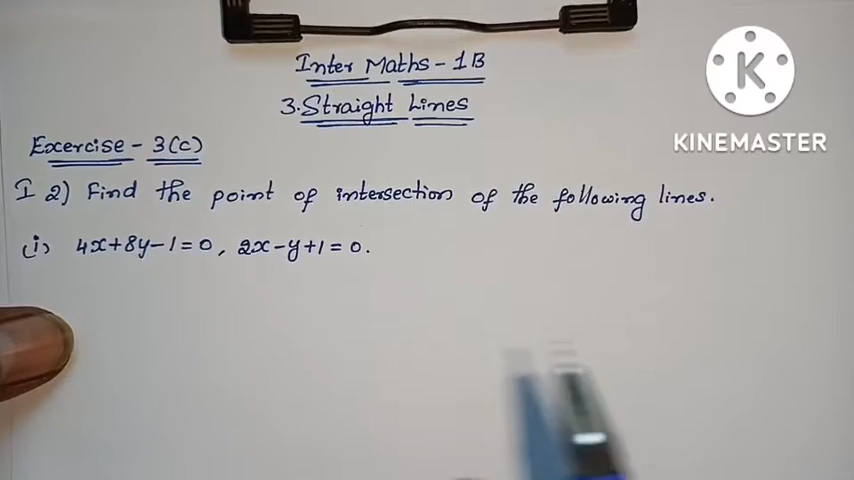 Inter Maths - 1B
3. Straight Lines
Exercise - 3(c)
I 2) Find the point of intersection of the following lines.
(i) 4x+8y-1=0, 2x-y+1=0.
KINEMASTER